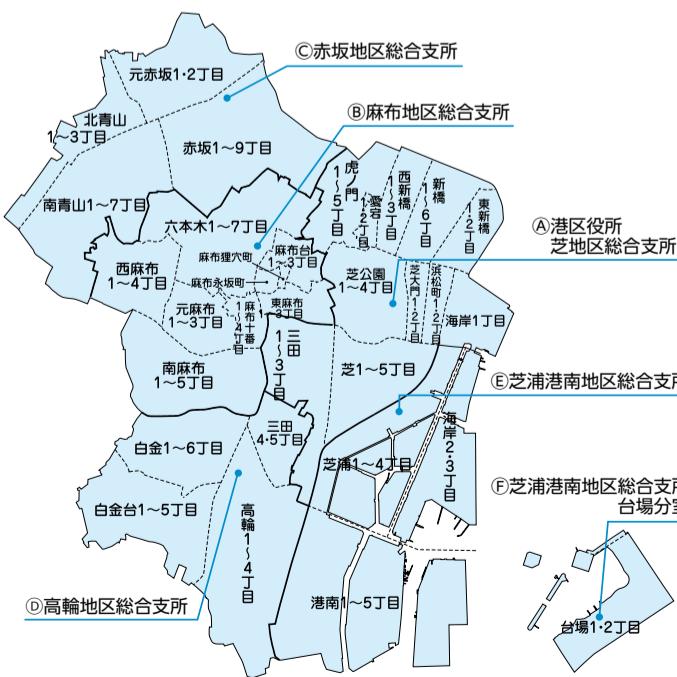 元赤坂1・2丁目
Ⓒ赤坂地区総合支所
北青山
1～3丁目
赤坂1～9丁目
Ⓑ麻布地区総合支所
南青山1～7丁目
六本木1～7丁目
虎ノ門
1～5丁目
愛宕
1・2丁目
西新橋
1～3丁目
新橋
1～6丁目
東新橋
1・2丁目
Ⓐ港区役所
芝地区総合支所
西麻布
1～4丁目
麻布狸穴町
麻布台
1～3丁目
麻布永坂町
元麻布
1～3丁目
麻布十番
1～4丁目
東麻布
1～3丁目
芝公園
1～4丁目
芝大門
1・2丁目
浜松町
1・2丁目
海岸1丁目
南麻布
1～5丁目
三田
1～3丁目
芝1～5丁目
Ⓔ芝浦港南地区総合支所
海岸2・3丁目
白金1～6丁目
三田
4・5丁目
芝浦1～4丁目
白金台1～5丁目
高輪
1～4丁目
Ⓕ芝浦港南地区総合支所
台場分室
Ⓓ高輪地区総合支所
港南1～5丁目
台場1・2丁目